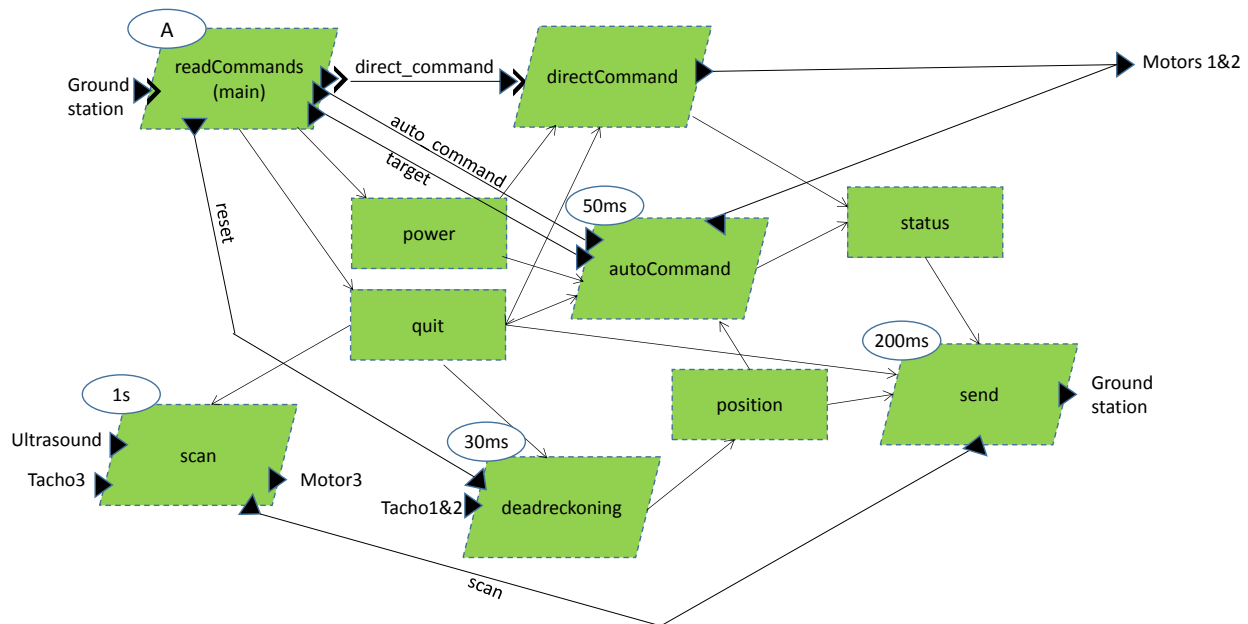 A
readCommands
(main)
Ground
station
direct_command
directCommand
Motors 1&2
auto_command
target
reset
power
50ms
autoCommand
status
quit
200ms
send
Ground
station
position
1s
scan
Ultrasound
Tacho3
Motor3
30ms
deadreckoning
Tacho1&2
scan